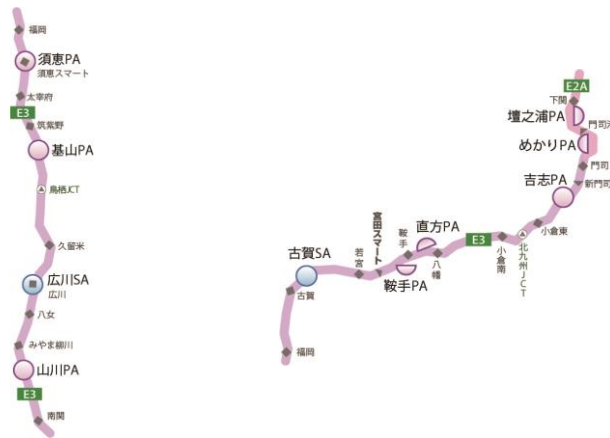 福岡
須恵PA
須恵スマート
太宰府
E3
筑紫野
基山PA
鳥栖JCT
久留米
広川SA
広川
八女
みやま柳川
山川PA
E3
南関
E2A
下関
壇之浦PA
門司港
めかりPA
門司
新門司
吉志PA
小倉東
北九州JCT
小倉南
E3
直方PA
八幡
鞍手
鞍手PA
宮田スマート
若宮
古賀SA
古賀
福岡